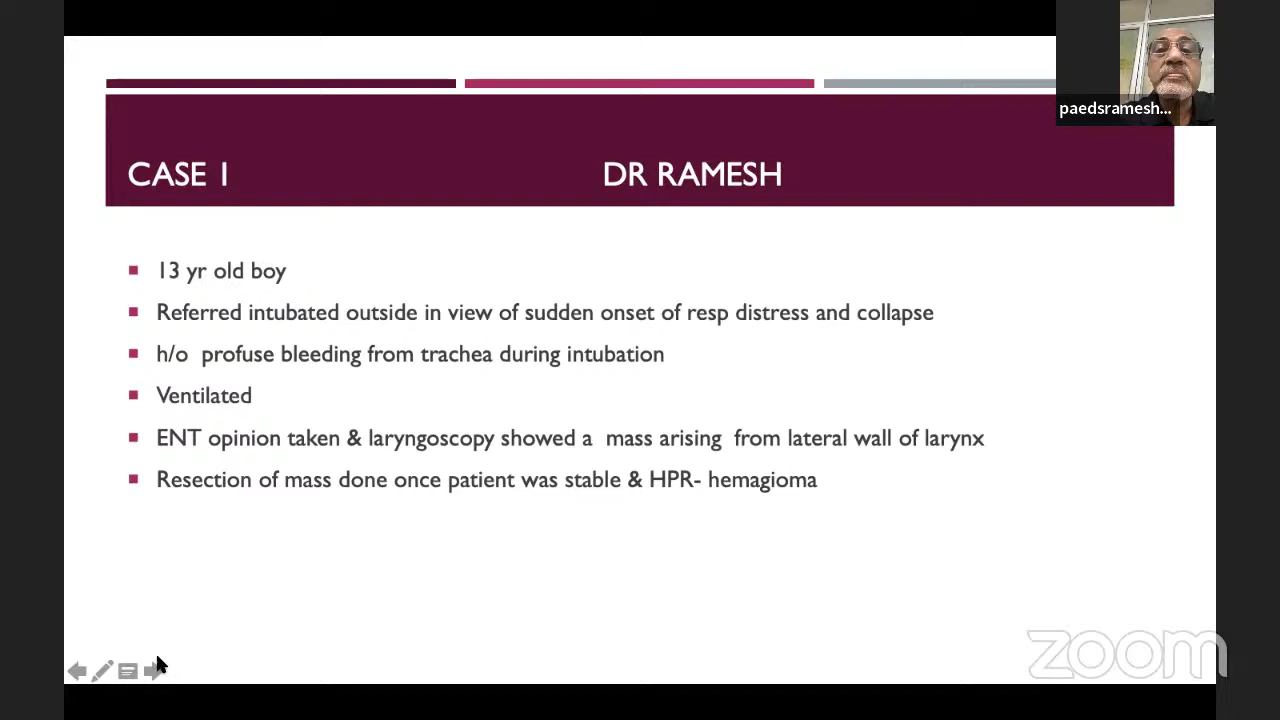 paedsramesh...
CASE 1 DR RAMESH
13 yr old boy
Referred intubated outside in view of sudden onset of resp distress and collapse
h/o profuse bleeding from trachea during intubation
Ventilated
ENT opinion taken & laryngoscopy showed a mass arising from lateral wall of larynx
Resection of mass done once patient was stable & HPR- hemagioma
zoom